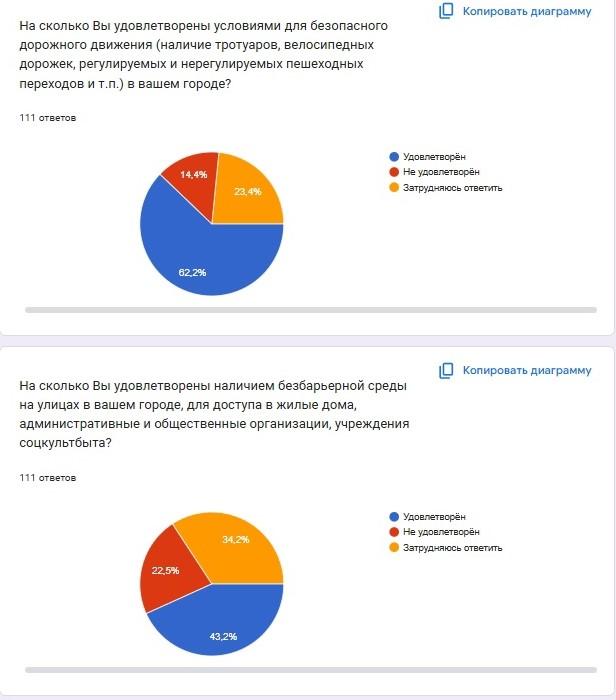 Копировать диаграмму
На сколько Вы удовлетворены условиями для безопасного
дорожного движения (наличие тротуаров, велосипедных
дорожек, регулируемых и нерегулируемых пешеходных
переходов и т.п.) в вашем городе?
111 ответов
Удовлетворён
Не удовлетворён
Затрудняюсь ответить
14,4%
23,4%
62,2%
Копировать диаграмму
На сколько Вы удовлетворены наличием безбарьерной среды
на улицах в вашем городе, для доступа в жилые дома,
административные и общественные организации, учреждения
соцкультбыта?
111 ответов
Удовлетворён
Не удовлетворён
Затрудняюсь ответить
34,2%
22,5%
43,2%